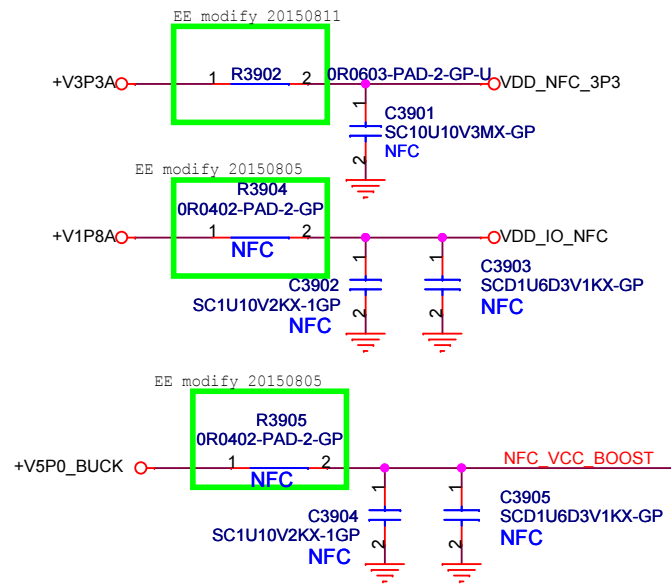 EE modify 20150811
+V3P3A
1
R3902
2
0R0603-PAD-2-GP-U
VDD_NFC_3P3
1
C3901
SC10U10V3MX-GP
NFC
2
EE modify 20150805
R3904
0R0402-PAD-2-GP
+V1P8A
1
2
NFC
VDD_IO_NFC
1
1
C3903
SCD1U6D3V1KX-GP
NFC
C3902
SC1U10V2KX-1GP
NFC
2
2
EE modify 20150805
R3905
0R0402-PAD-2-GP
+V5P0_BUCK
1
2
NFC
NFC_VCC_BOOST
1
1
C3905
SCD1U6D3V1KX-GP
NFC
C3904
SC1U10V2KX-1GP
NFC
2
2